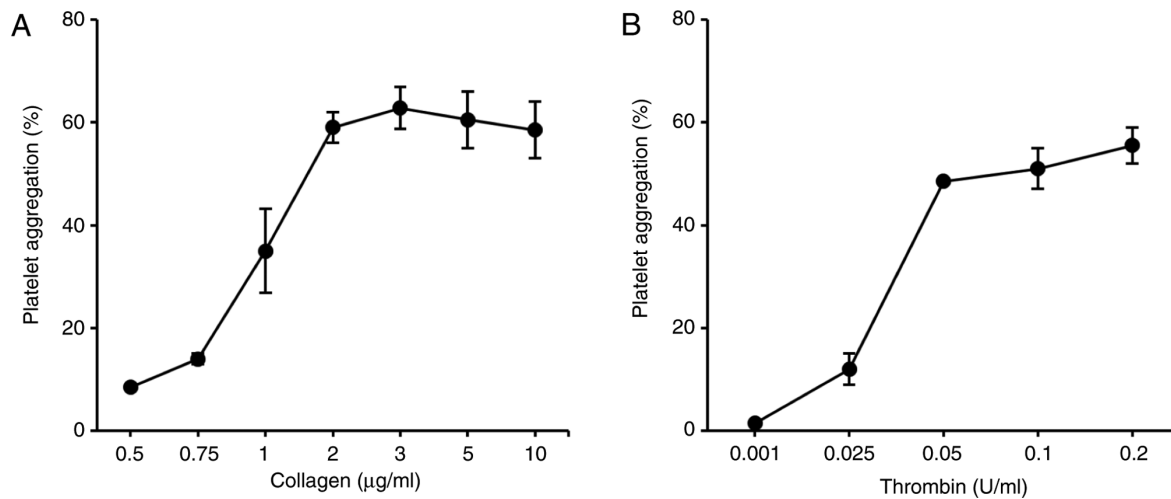 A
Platelet aggregation (%)
80
60
40
20
0
0.5 0.75 1 2 3 5 10
Collagen (μg/ml)
B
Platelet aggregation (%)
80
60
40
20
0
0.001 0.025 0.05 0.1 0.2
Thrombin (U/ml)